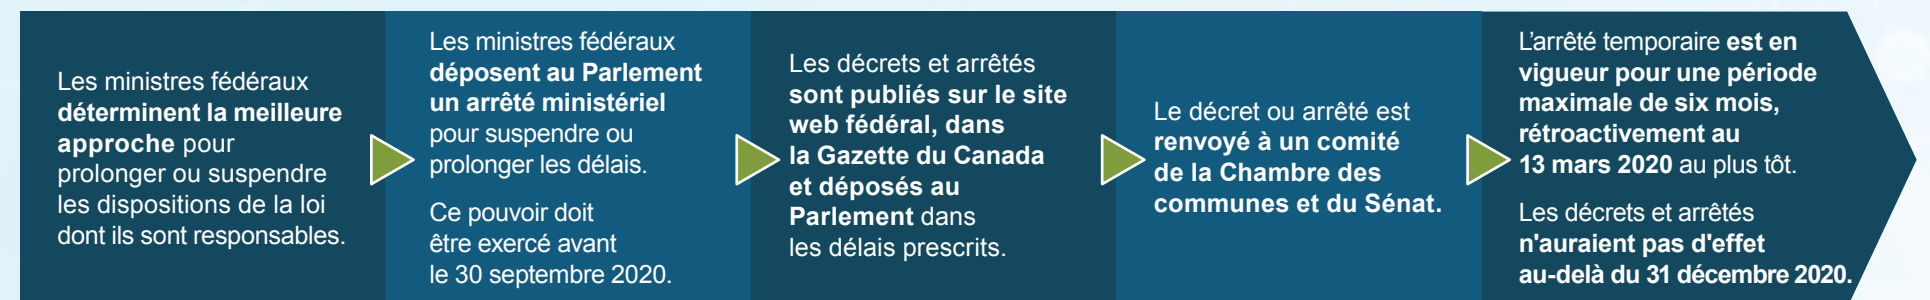 Les ministres fédéraux
déterminent la meilleure
approche pour
prolonger ou suspendre
les dispositions de la loi
dont ils sont responsables.
Les ministres fédéraux
déposent au Parlement
un arrêté ministériel
pour suspendre ou
prolonger les délais.
Ce pouvoir doit
être exercé avant
le 30 septembre 2020.
Les décrets et arrêtés
sont publiés sur le site
web fédéral, dans
la Gazette du Canada
et déposés au
Parlement dans
les délais prescrits.
Le décret ou arrêté est
renvoyé à un comité
de la Chambre des
communes et du Sénat.
L'arrêté temporaire est en
vigueur pour une période
maximale de six mois,
rétroactivement au
13 mars 2020 au plus tôt.
Les décrets et arrêtés
n'auraient pas d'effet
au-delà du 31 décembre 2020.